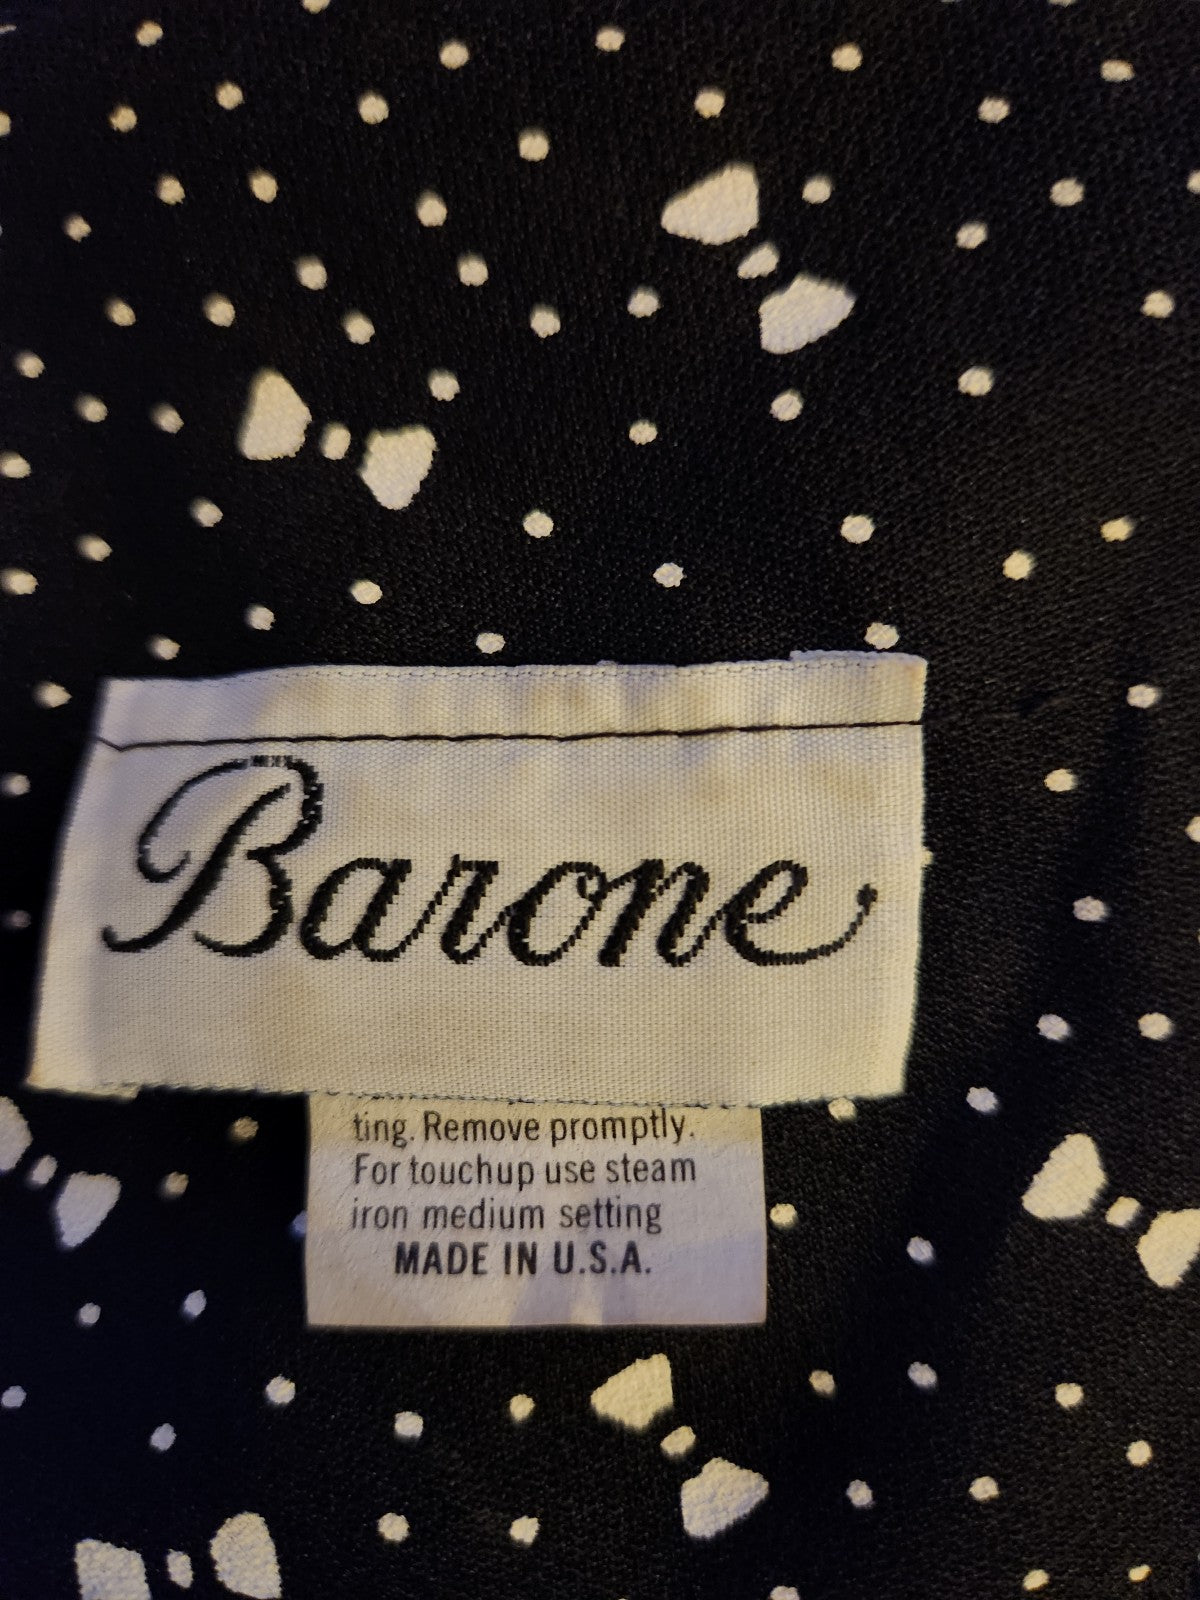 Barone
ting. Remove promptly.
For touchup use steam
iron medium setting
MADE IN U.S.A.